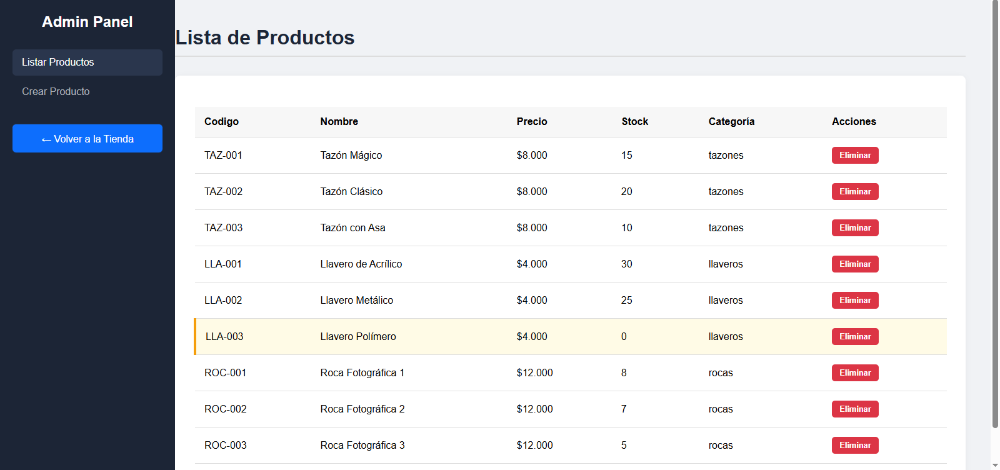 Admin Panel
Listar Productos
Crear Producto
← Volver a la Tienda
Lista de Productos
Codigo Nombre Precio Stock Categoría Acciones
TAZ-001 Tazón Mágico $8.000 15 tazones Eliminar
TAZ-002 Tazón Clásico $8.000 20 tazones Eliminar
TAZ-003 Tazón con Asa $8.000 10 tazones Eliminar
LLA-001 Llavero de Acrílico $4.000 30 llaveros Eliminar
LLA-002 Llavero Metálico $4.000 25 llaveros Eliminar
LLA-003 Llavero Polímero $4.000 0 llaveros Eliminar
ROC-001 Roca Fotográfica 1 $12.000 8 rocas Eliminar
ROC-002 Roca Fotográfica 2 $12.000 7 rocas Eliminar
ROC-003 Roca Fotográfica 3 $12.000 5 rocas Eliminar